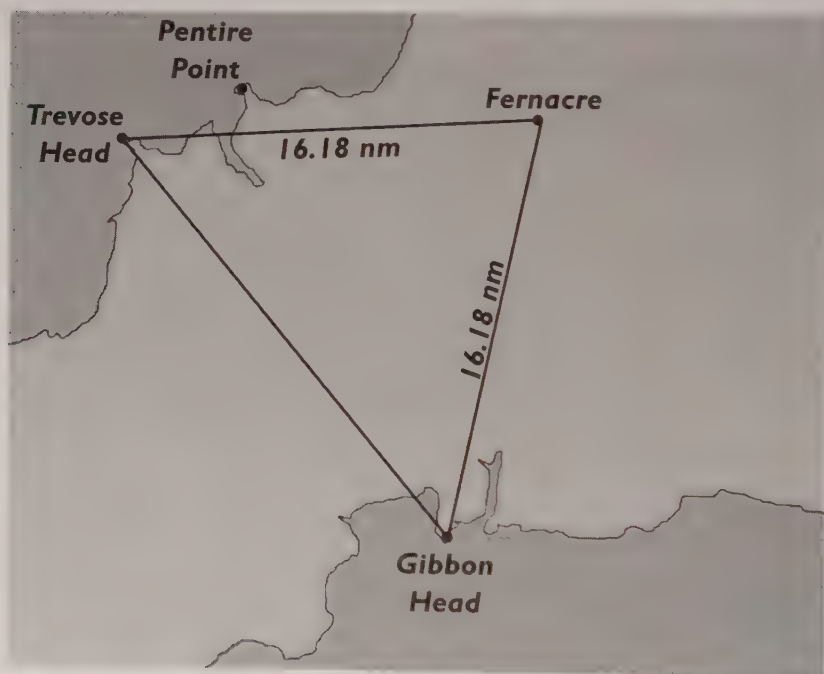 Pentire
Point
Fernacre
Trevose
Head
16.18 nm
16.18 nm
Gibbon
Head